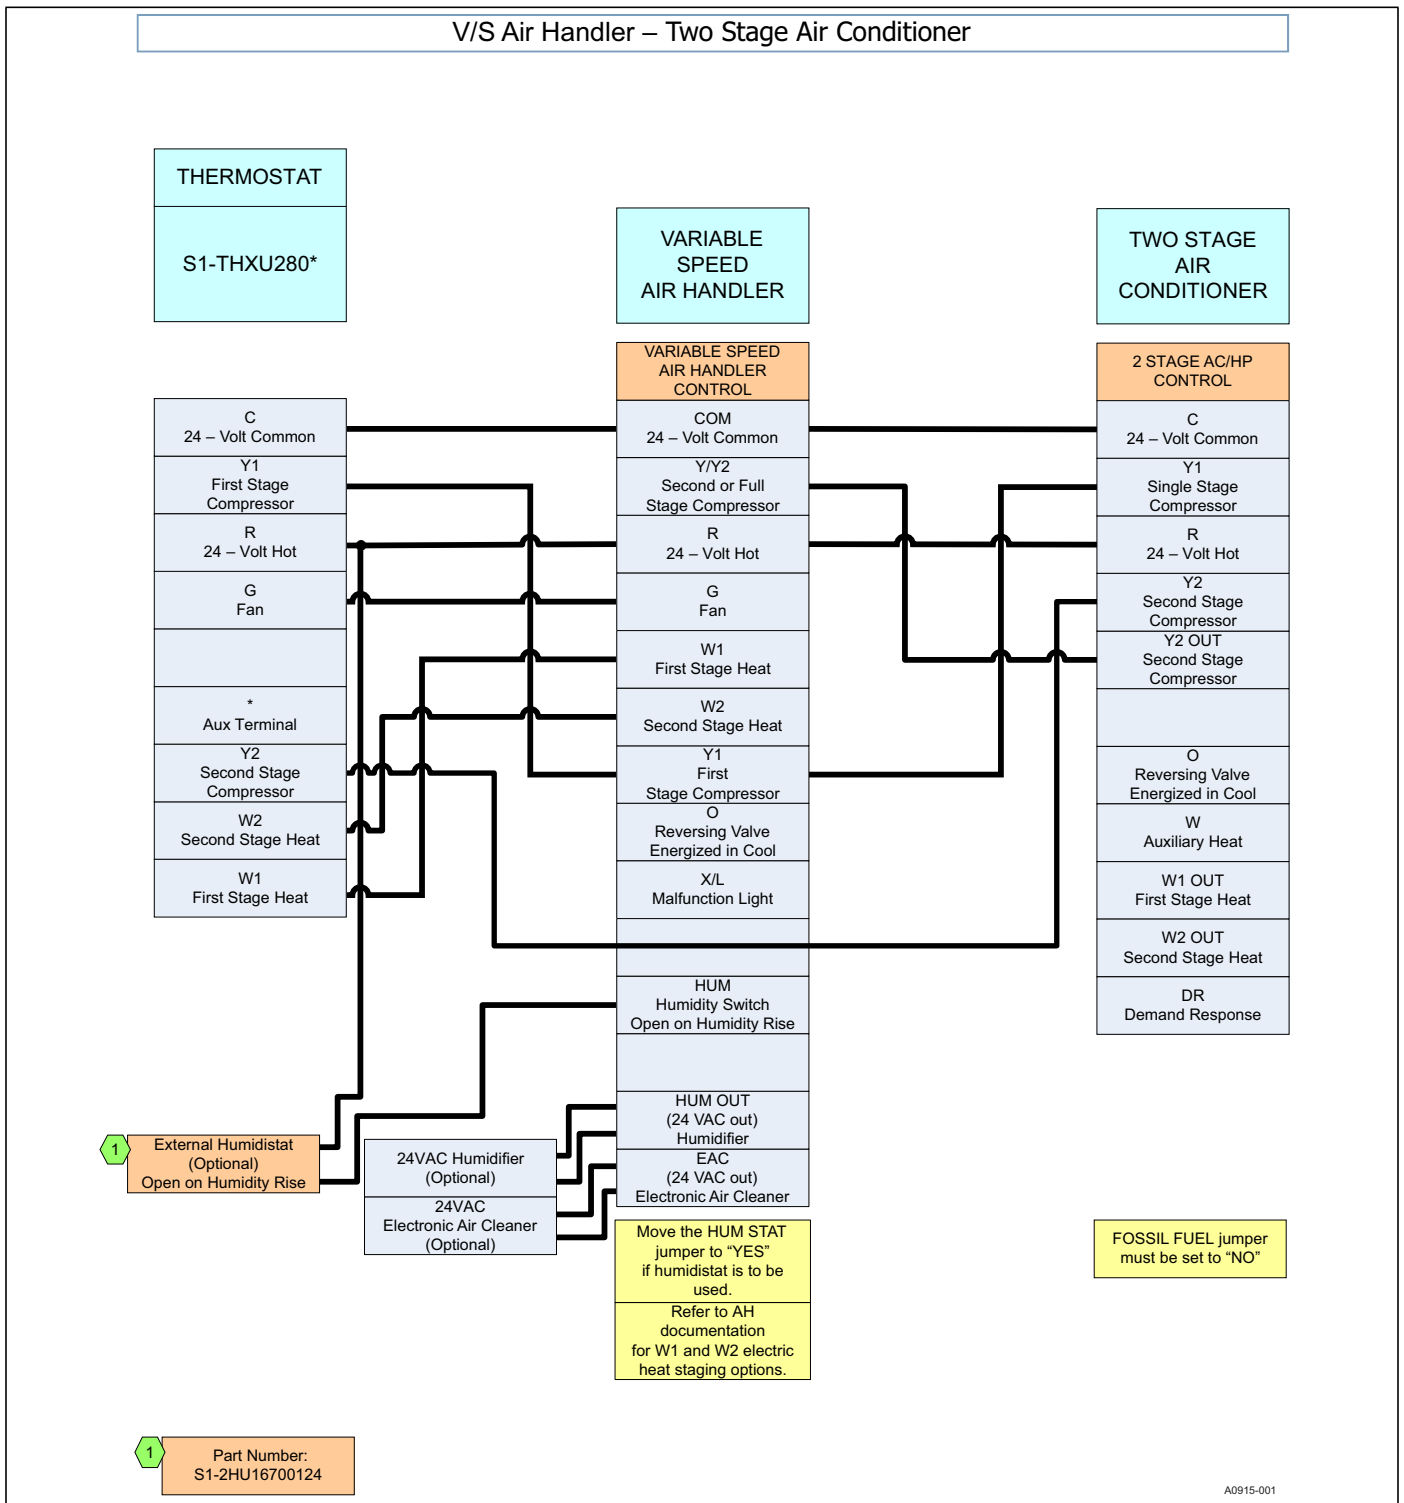 V/S Air Handler – Two Stage Air Conditioner
THERMOSTAT
S1-THXU280*
C
24 – Volt Common
Y1
First Stage
Compressor
R
24 – Volt Hot
G
Fan
*
Aux Terminal
Y2
Second Stage
Compressor
W2
Second Stage Heat
W1
First Stage Heat
1
External Humidistat
(Optional)
Open on Humidity Rise
24VAC Humidifier
(Optional)
24VAC
Electronic Air Cleaner
(Optional)
VARIABLE
SPEED
AIR HANDLER
VARIABLE SPEED
AIR HANDLER
CONTROL
COM
24 – Volt Common
Y/Y2
Second or Full
Stage Compressor
R
24 – Volt Hot
G
Fan
W1
First Stage Heat
W2
Second Stage Heat
Y1
First
Stage Compressor
O
Reversing Valve
Energized in Cool
X/L
Malfunction Light
HUM
Humidity Switch
Open on Humidity Rise
HUM OUT
(24 VAC out)
Humidifier
EAC
(24 VAC out)
Electronic Air Cleaner
Move the HUM STAT
jumper to “YES”
if humidistat is to be
used.
Refer to AH
documentation
for W1 and W2 electric
heat staging options.
TWO STAGE
AIR
CONDITIONER
2 STAGE AC/HP
CONTROL
C
24 – Volt Common
Y1
Single Stage
Compressor
R
24 – Volt Hot
Y2
Second Stage
Compressor
Y2 OUT
Second Stage
Compressor
O
Reversing Valve
Energized in Cool
W
Auxiliary Heat
W1 OUT
First Stage Heat
W2 OUT
Second Stage Heat
DR
Demand Response
FOSSIL FUEL jumper
must be set to “NO”
1
Part Number:
S1-2HU16700124
A0915-001